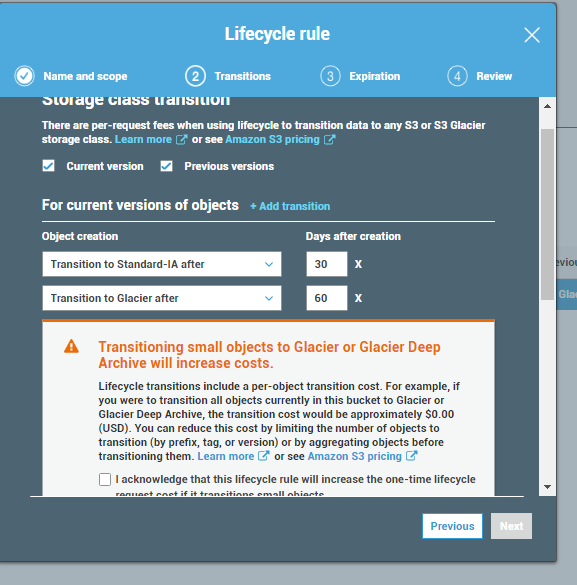 Lifecycle rule
Name and scope
2 Transitions
3 Expiration
4 Review
Storage class transition
There are per-request fees when using lifecycle to transition data to any S3 or S3 Glacier
storage class. Learn more or see Amazon S3 pricing
Current version Previous versions
For current versions of objects + Add transition
Object creation Days after creation
Transition to Standard-IA after 30 X
Transition to Glacier after 60 X
Transitioning small objects to Glacier or Glacier Deep
Archive will increase costs.
Lifecycle transitions include a per-object transition cost. For example, if
you were to transition all objects currently in this bucket to Glacier or
Glacier Deep Archive, the transition cost would be approximately $0.00
(USD). You can reduce this cost by limiting the number of objects to
transition (by prefix, tag, or version) or by aggregating objects before
transitioning them. Learn more or see Amazon S3 pricing
I acknowledge that this lifecycle rule will increase the one-time lifecycle
request cost if it transitions small objects
Previous Next